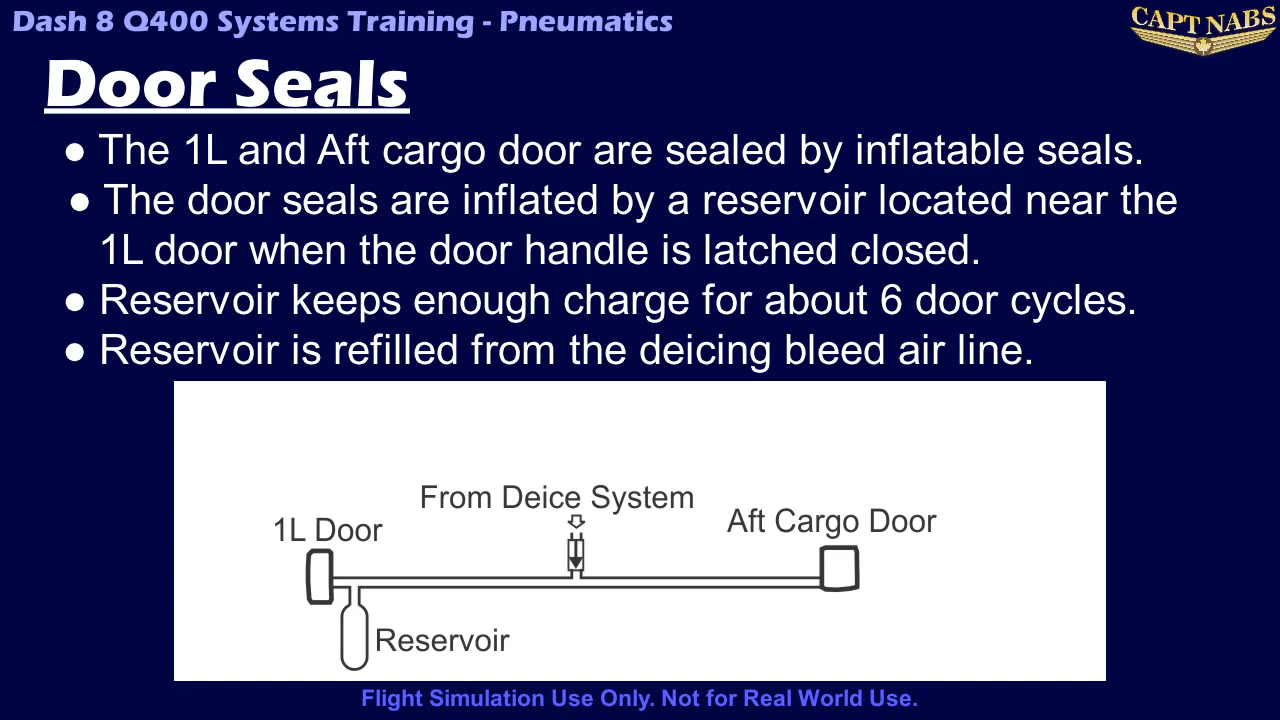 Dash 8 Q400 Systems Training - Pneumatics
CAPT NABS
Door Seals
● The 1L and Aft cargo door are sealed by inflatable seals.
● The door seals are inflated by a reservoir located near the
1L door when the door handle is latched closed.
● Reservoir keeps enough charge for about 6 door cycles.
● Reservoir is refilled from the deicing bleed air line.
From Deice System
1L Door
Aft Cargo Door
Reservoir
Flight Simulation Use Only. Not for Real World Use.